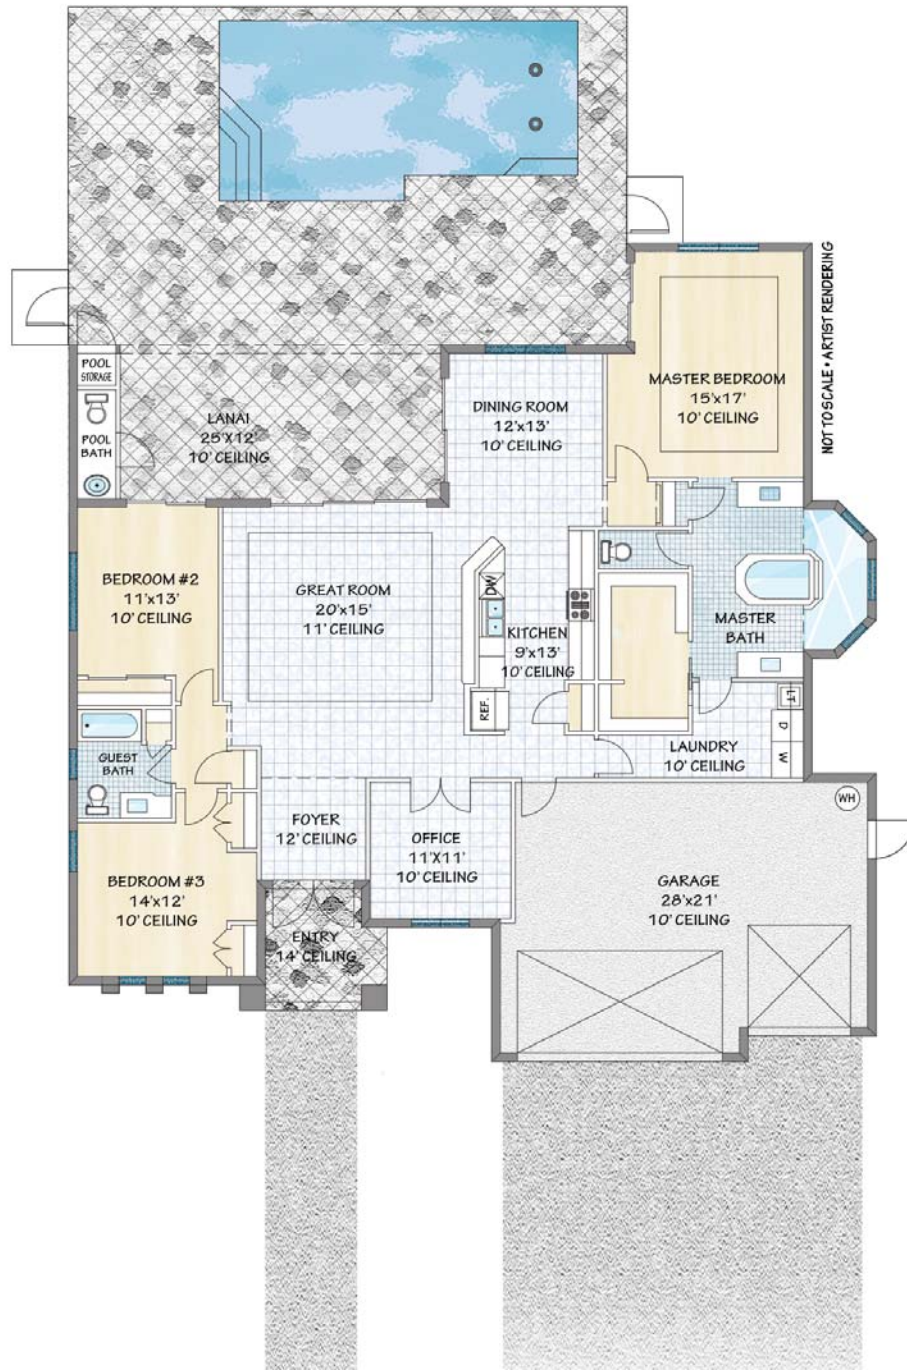 NOT TO SCALE • ARTIST RENDERING
POOL
STORAGE
POOL
BATH
LANAI
25'X12'
10' CEILING
DINING ROOM
12'x13'
10' CEILING
MASTER BEDROOM
15'x17'
10' CEILING
BEDROOM #2
11'x13'
10' CEILING
GREAT ROOM
20'x15'
11' CEILING
DW
KITCHEN
9'x13'
10' CEILING
REF.
MASTER
BATH
GUEST
BATH
LAUNDRY
10' CEILING
LT
D
W
FOYER
12' CEILING
OFFICE
11'X11'
10' CEILING
WH
BEDROOM #3
14'x12'
10' CEILING
ENTRY
14' CEILING
GARAGE
28'x21'
10' CEILING